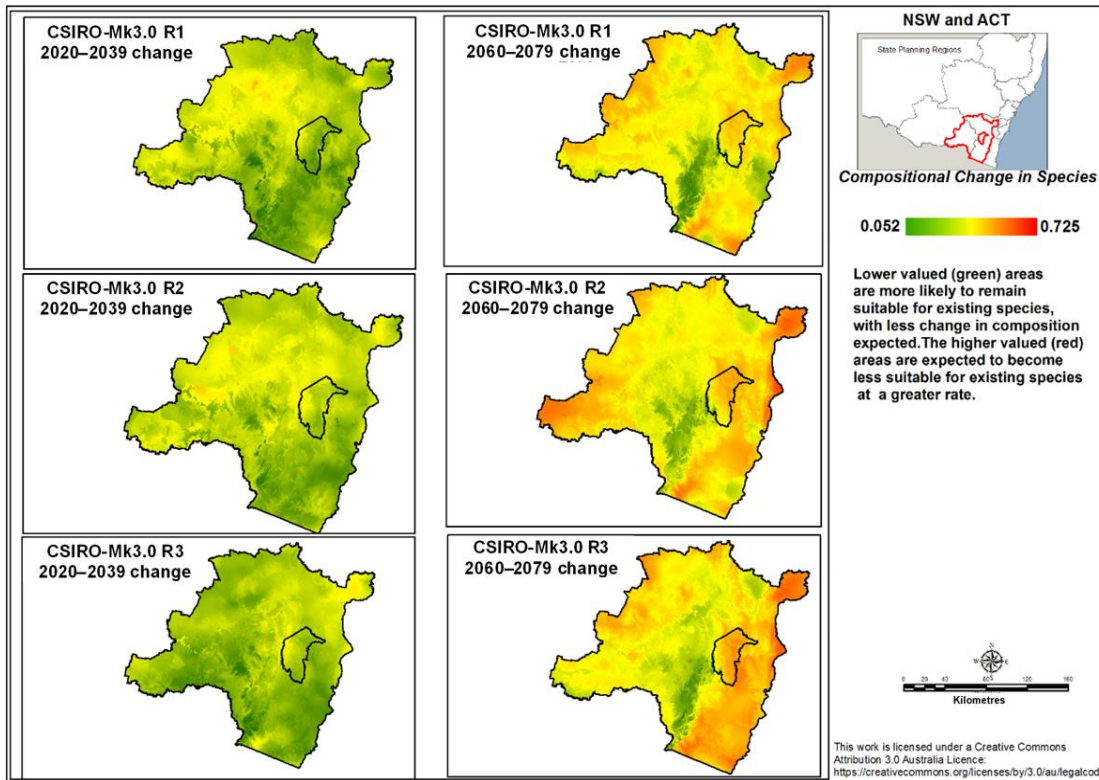 CSIRO-Mk3.0 R1
2020–2039 change
CSIRO-Mk3.0 R1
2060–2079 change
CSIRO-Mk3.0 R2
2020–2039 change
CSIRO-Mk3.0 R2
2060–2079 change
CSIRO-Mk3.0 R3
2020–2039 change
CSIRO-Mk3.0 R3
2060–2079 change
NSW and ACT
State Planning Regions
Compositional Change in Species
0.052 0.725
Lower valued (green) areas
are more likely to remain
suitable for existing species,
with less change in composition
expected.The higher valued (red)
areas are expected to become
less suitable for existing species
at a greater rate.
N
W E
S
0 20 40 80 120 160
Kilometres
This work is licensed under a Creative Commons
Attribution 3.0 Australia Licence:
https://creativecommons.org/licenses/by/3.0/au/legalcod